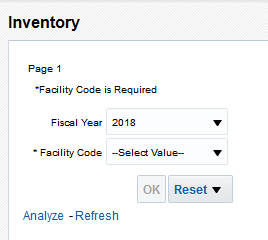 Inventory
Page 1
*Facility Code is Required
Fiscal Year 2018
* Facility Code --Select Value--
OK Reset
Analyze - Refresh